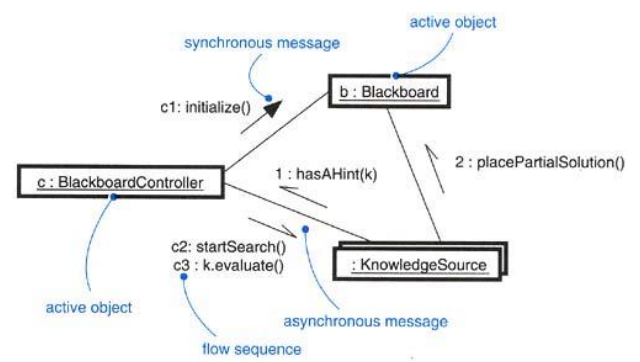 active object
synchronous message
b : Blackboard
c1: initialize()
1 : hasAHint(k)
2 : placePartialSolution()
c : BlackboardController
c2: startSearch()
c3 : k.evaluate()
: KnowledgeSource
active object
asynchronous message
flow sequence